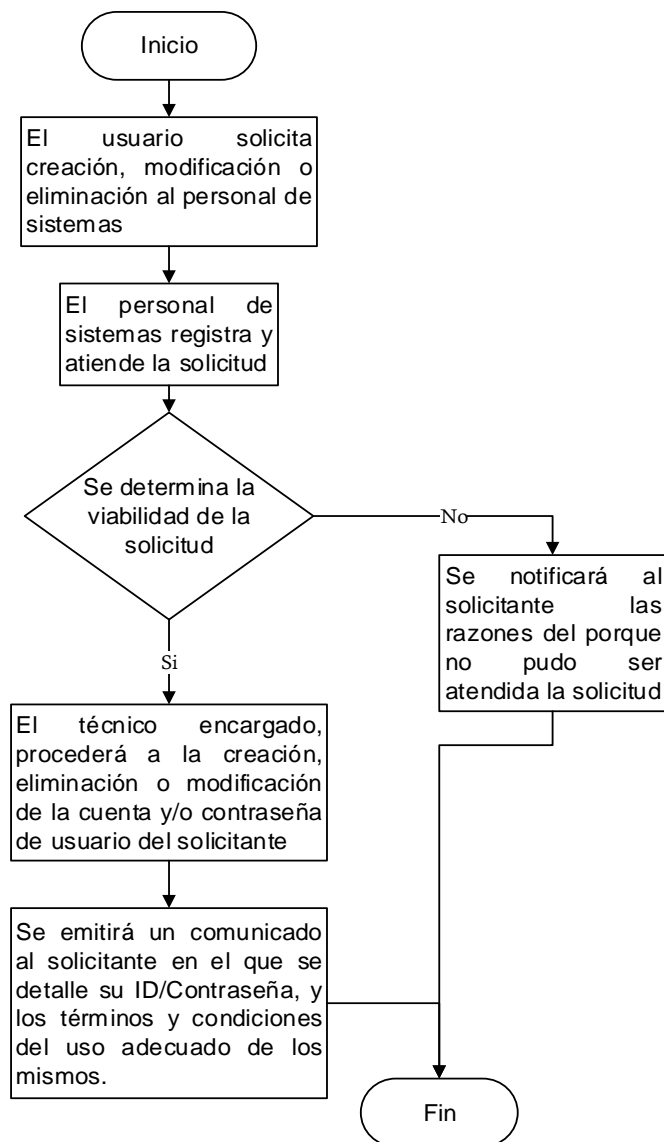 Inicio
El usuario solicita
creación, modificación o
eliminación al personal de
sistemas
El personal de
sistemas registra y
atiende la solicitud
Se determina la
viabilidad de la
solicitud
No
Se notificará al
solicitante las
razones del porque
no pudo ser
atendida la solicitud
Si
El técnico encargado,
procederá a la creación,
eliminación o modificación
de la cuenta y/o contraseña
de usuario del solicitante
Se emitirá un comunicado
al solicitante en el que se
detalle su ID/Contraseña, y
los términos y condiciones
del uso adecuado de los
mismos.
Fin